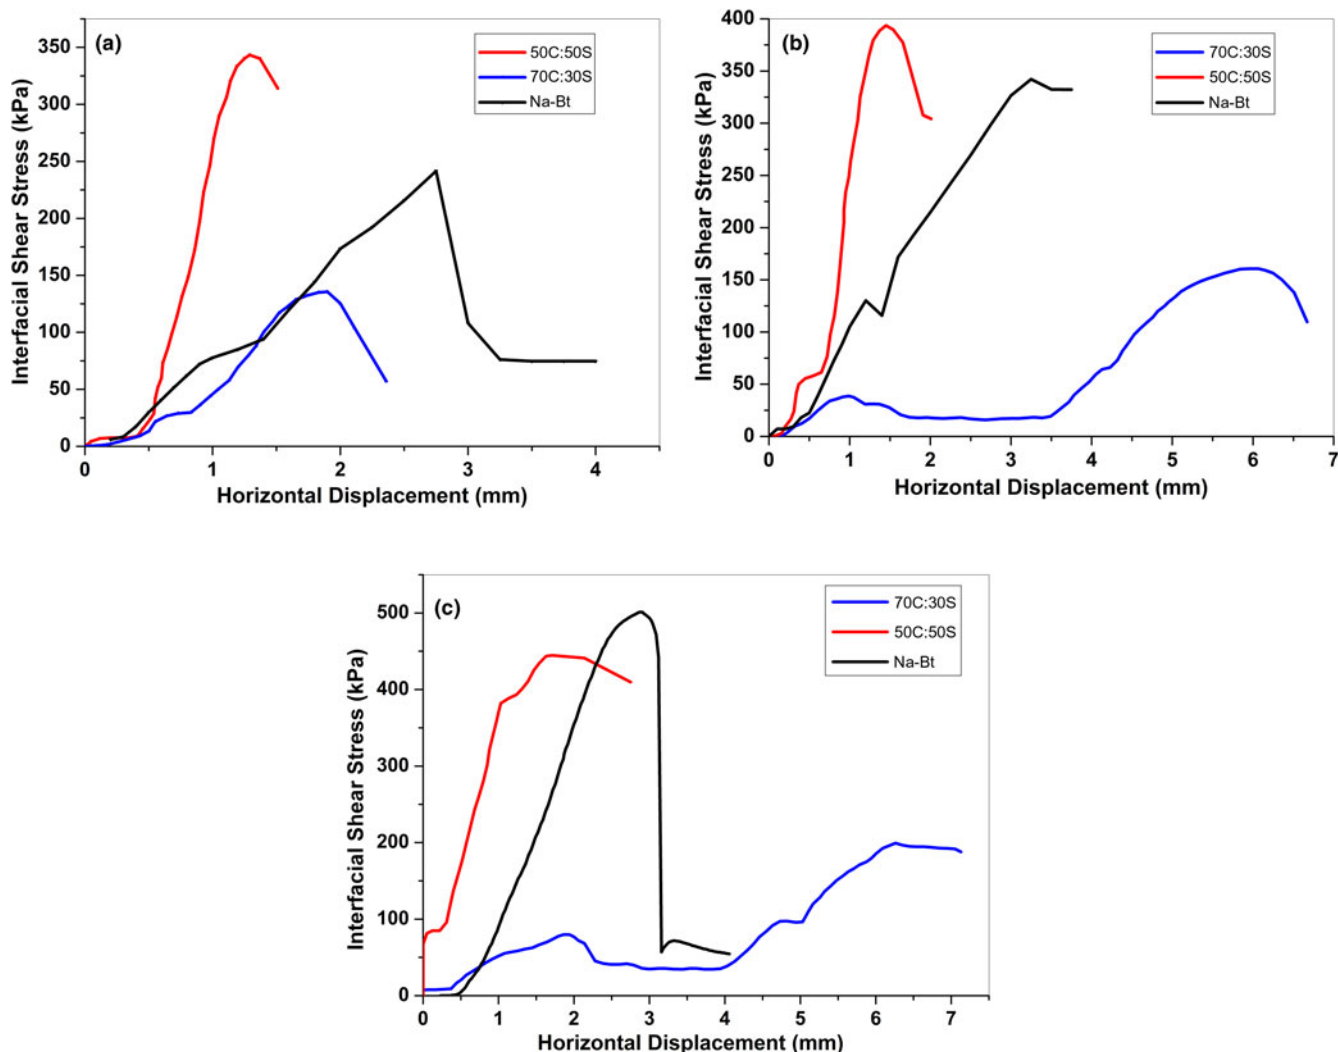 (a)
50C:50S
70C:30S
Na-Bt
350
300
250
200
150
100
50
0
Interfacial Shear Stress (kPa)
0 1 2 3 4
Horizontal Displacement (mm)
(b)
70C:30S
50C:50S
Na-Bt
400
350
300
250
200
150
100
50
0
Interfacial Shear Stress (kPa)
0 1 2 3 4 5 6 7
Horizontal Displacement (mm)
(c)
70C:30S
50C:50S
Na-Bt
500
400
300
200
100
0
Interfacial Shear Stress (kPa)
0 1 2 3 4 5 6 7
Horizontal Displacement (mm)